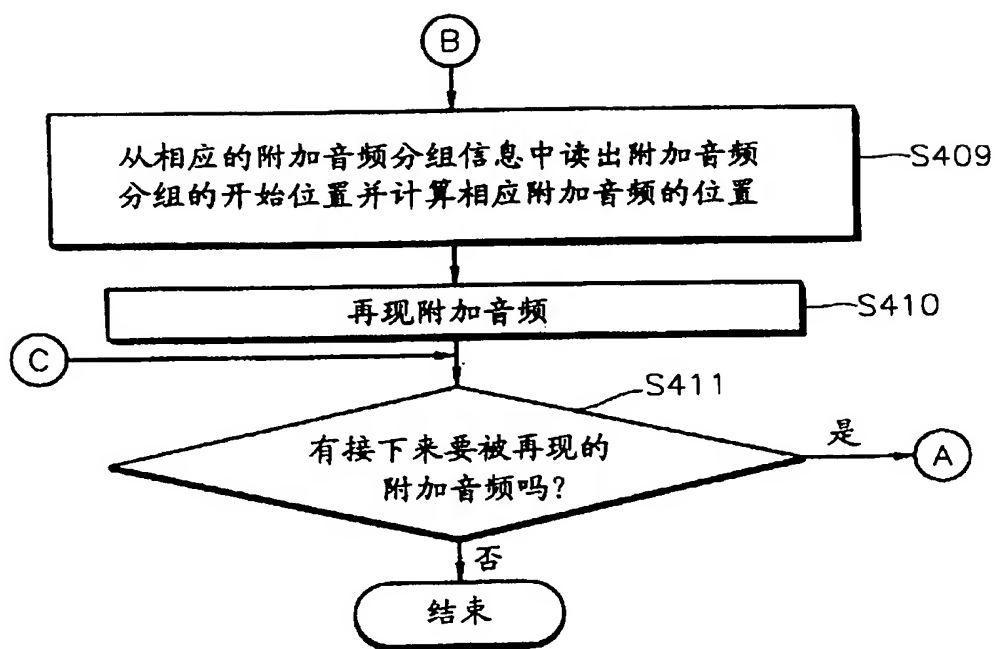 B
从相应的附加音频分组信息中读出附加音频
分组的开始位置并计算相应附加音频的位置
S409
再现附加音频
S410
C
S411
有接下来要被再现的
附加音频吗?
是
A
否
结束